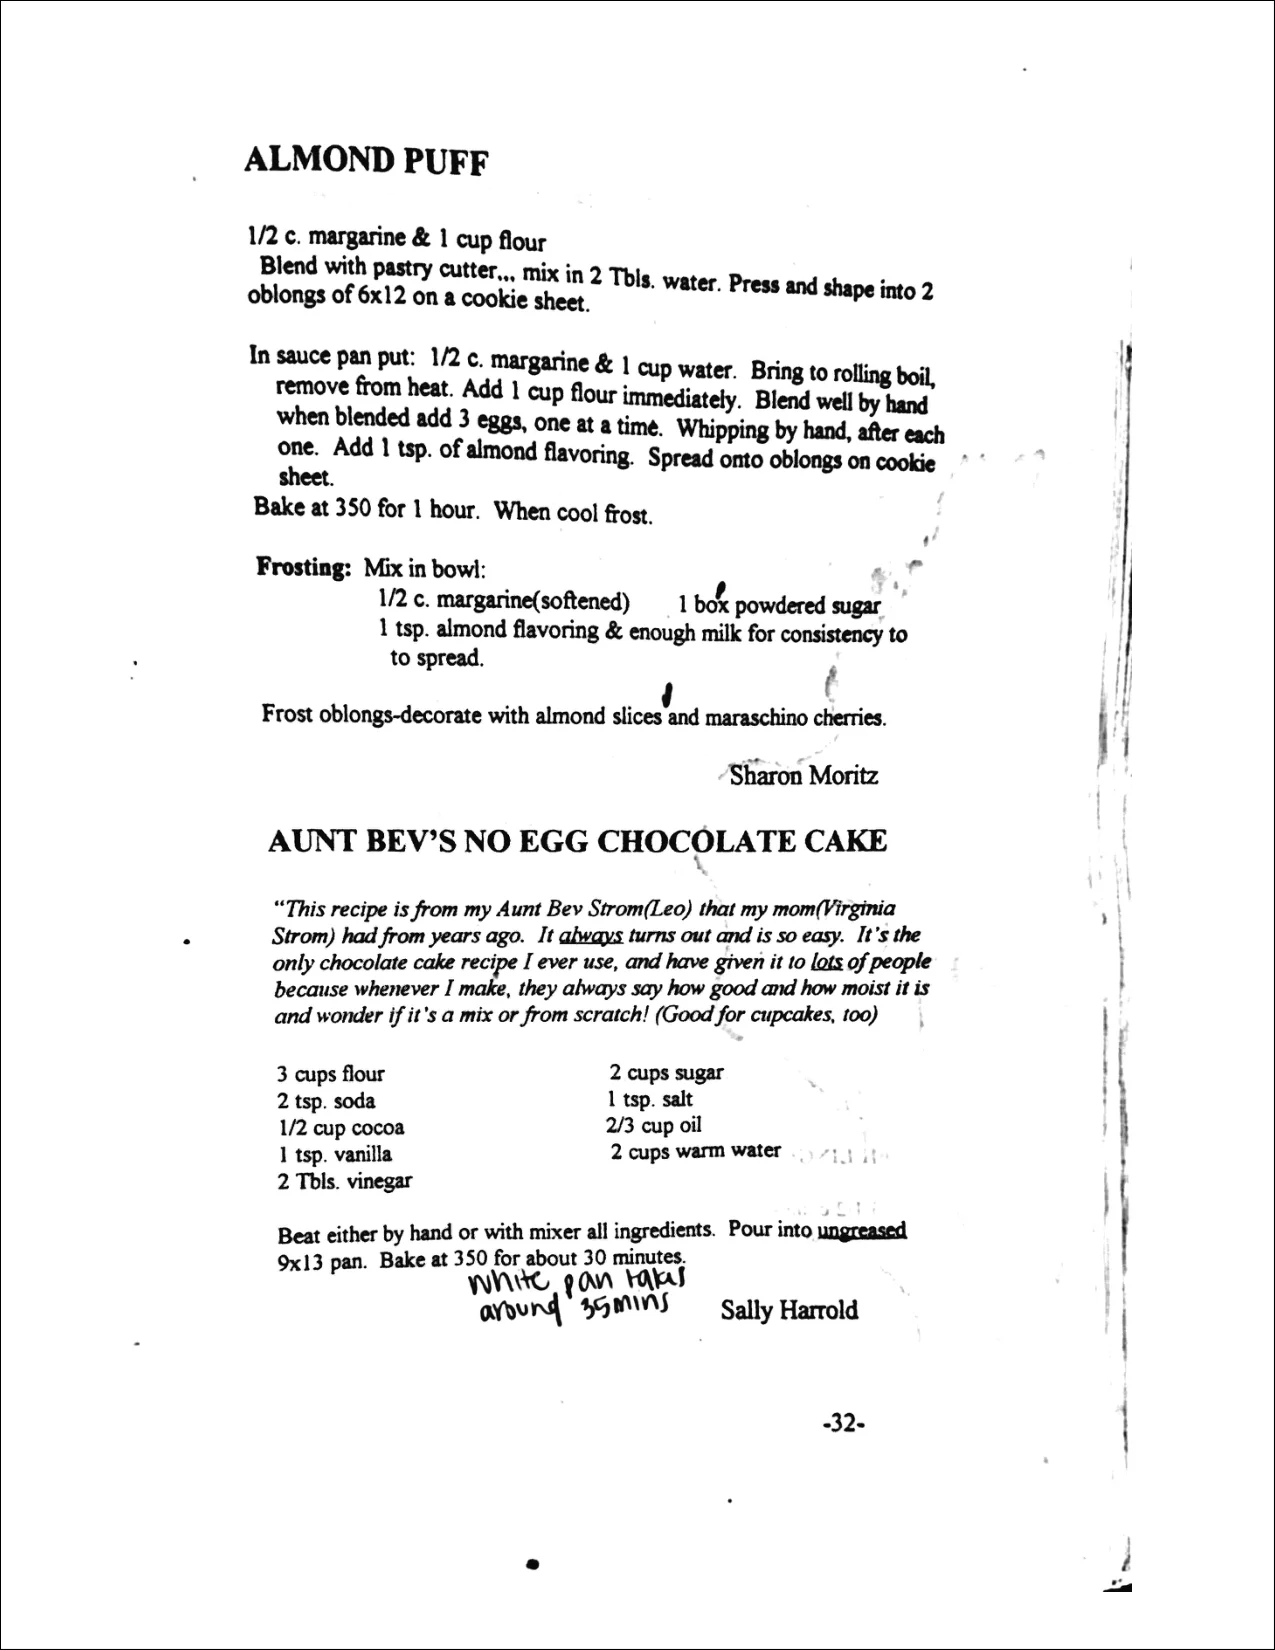 ALMOND PUFF
1/2 c. margarine & 1 cup flour
Blend with pastry cutter... mix in 2 Tbls. water. Press and shape into 2
oblongs of 6x12 on a cookie sheet.
In sauce pan put: 1/2 c. margarine & 1 cup water. Bring to rolling boil,
remove from heat. Add 1 cup flour immediately. Blend well by hand
when blended add 3 eggs, one at a time. Whipping by hand, after each
one. Add 1 tsp. of almond flavoring. Spread onto oblongs on cookie
sheet.
Bake at 350 for 1 hour. When cool frost.
Frosting: Mix in bowl:
1/2 c. margarine(softened) 1 box powdered sugar
1 tsp. almond flavoring & enough milk for consistency to
to spread.
Frost oblongs-decorate with almond slices and maraschino cherries.
Sharon Moritz
AUNT BEV'S NO EGG CHOCOLATE CAKE
"This recipe is from my Aunt Bev Strom(Leo) that my mom(Virginia
Strom) had from years ago. It always turns out and is so easy. It's the
only chocolate cake recipe I ever use, and have given it to lots of people
because whenever I make, they always say how good and how moist it is
and wonder if it's a mix or from scratch! (Good for cupcakes, too)
3 cups flour 2 cups sugar
2 tsp. soda 1 tsp. salt
1/2 cup cocoa 2/3 cup oil
1 tsp. vanilla 2 cups warm water
2 Tbls. vinegar
Beat either by hand or with mixer all ingredients. Pour into ungreased
9x13 pan. Bake at 350 for about 30 minutes.
White pan takes
around 35 mins
Sally Harrold
-32-